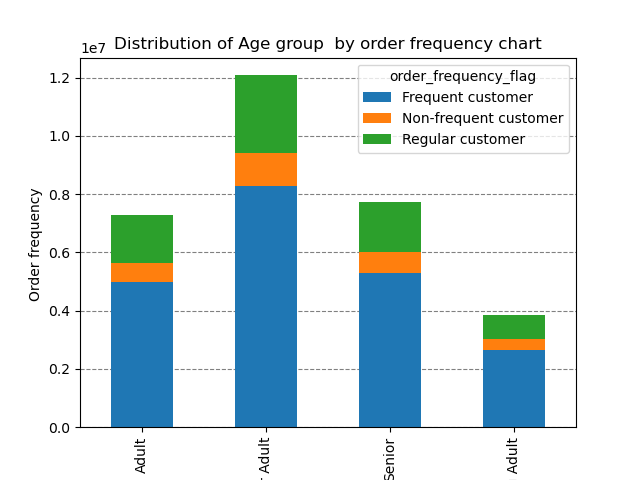 1e7
Distribution of Age group  by order frequency chart
order_frequency_flag
Frequent customer
Non-frequent customer
Regular customer
Order frequency
1.2
1.0
0.8
0.6
0.4
0.2
0.0
Adult
Adult
Senior
Adult